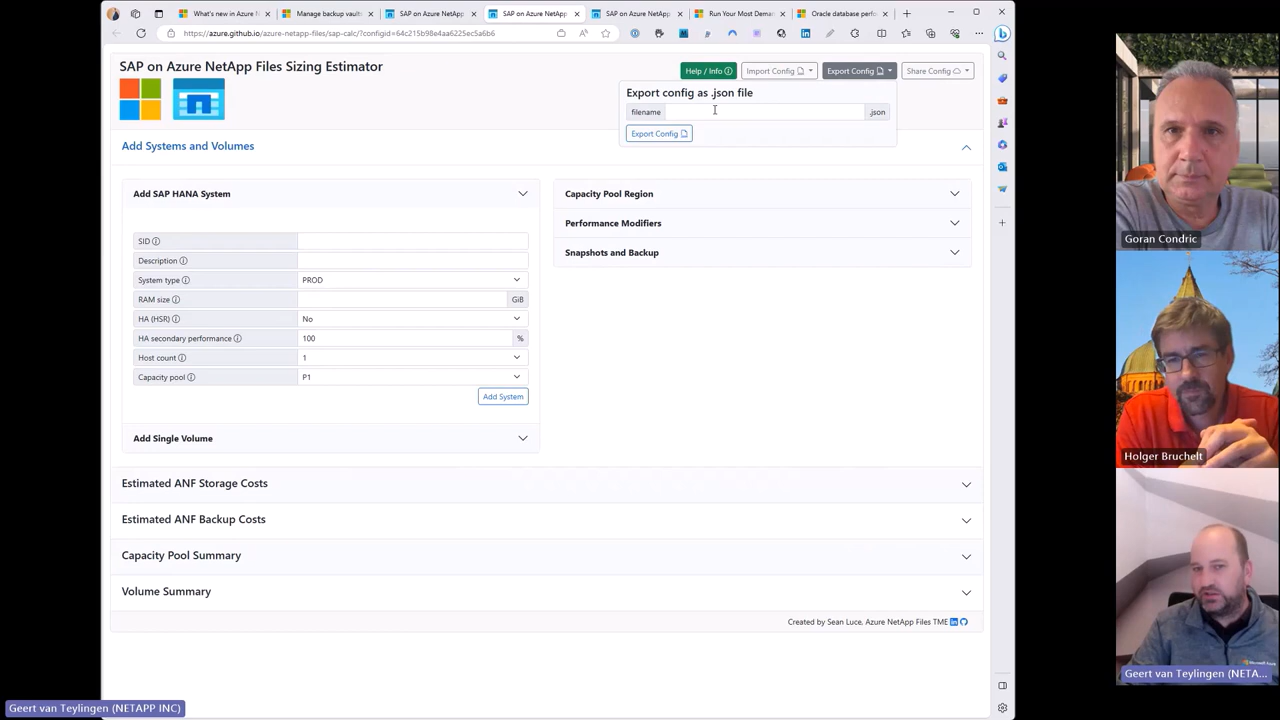 What's new in Azure N
Manage backup vaults
SAP on Azure NetApp
SAP on Azure NetApp
SAP on Azure NetApp
Run Your Most Deman
Oracle database perfo
https://azure.github.io/azure-netapp-files/sap-calc/?configid=64c215b98e4aa6225ec5a6b6
SAP on Azure NetApp Files Sizing Estimator
Help / Info
Import Config
Export Config
Share Config
Export config as .json file
filename
.json
Export Config
Add Systems and Volumes
Add SAP HANA System
SID
Description
System type
PROD
RAM size
GiB
HA (HSR)
No
HA secondary performance
100
%
Host count
1
Capacity pool
P1
Add System
Add Single Volume
Capacity Pool Region
Performance Modifiers
Snapshots and Backup
Estimated ANF Storage Costs
Estimated ANF Backup Costs
Capacity Pool Summary
Volume Summary
Created by Sean Luce, Azure NetApp Files TME
Goran Condric
Holger Bruchelt
Geert van Teylingen (NETA...
Geert van Teylingen (NETAPP INC)